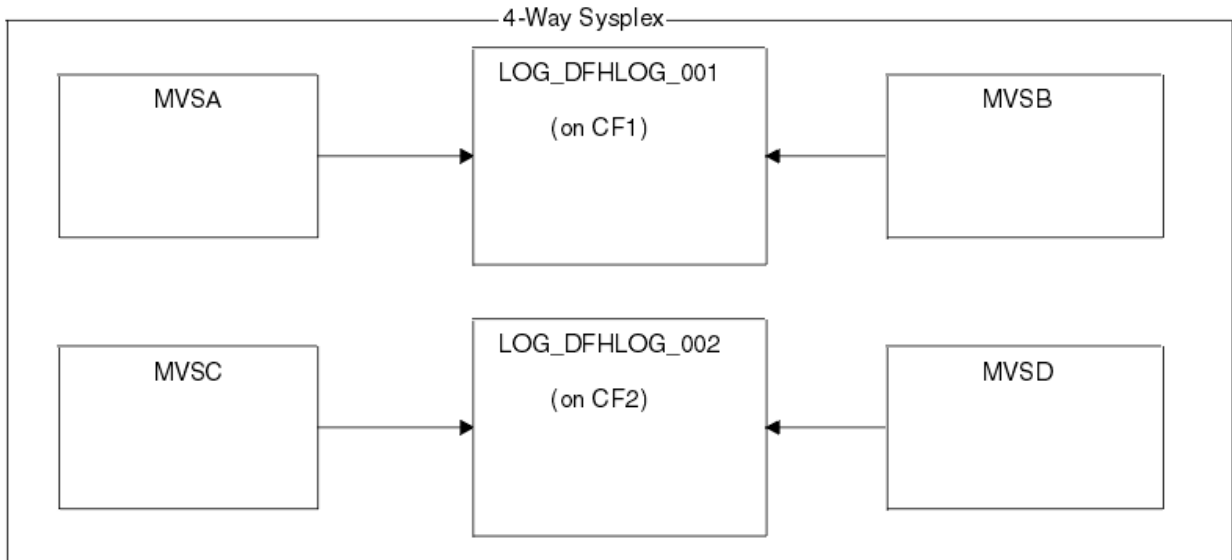 4-Way Sysplex
MVSA
LOG_DFHLOG_001
(on CF1)
MVSB
MVSC
LOG_DFHLOG_002
(on CF2)
MVSD